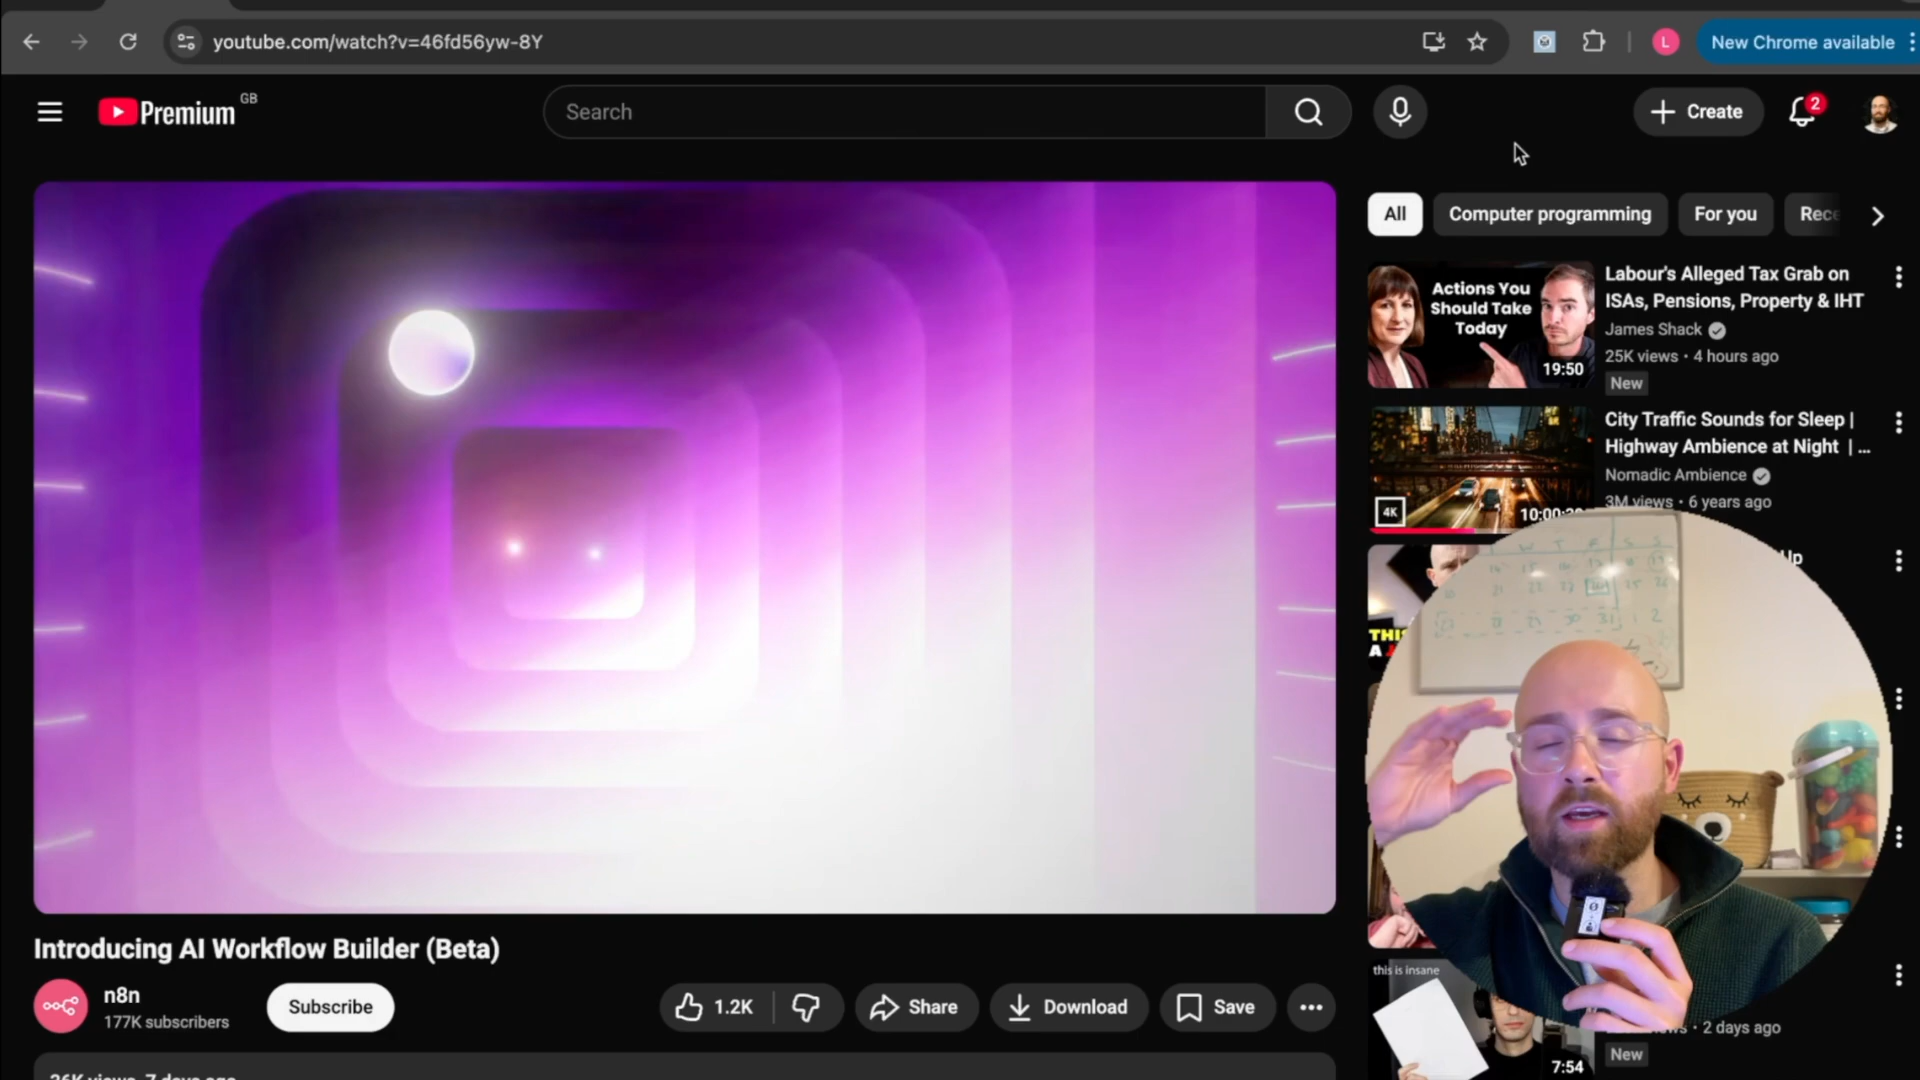 youtube.com/watch?v=46fd56yw-8Y
L
New Chrome available
Premium
GB
Search
Create
2
All
Computer programming
For you
Actions You
Should Take
Today
19:50
Labour's Alleged Tax Grab on
ISAs, Pensions, Property & IHT
James Shack
25K views • 4 hours ago
New
4K
City Traffic Sounds for Sleep |
Highway Ambience at Night | ...
Nomadic Ambience
3M views • 6 years ago
Introducing AI Workflow Builder (Beta)
n8n
177K subscribers
Subscribe
1.2K
Share
Download
Save
this is insane
7:54
• 2 days ago
New